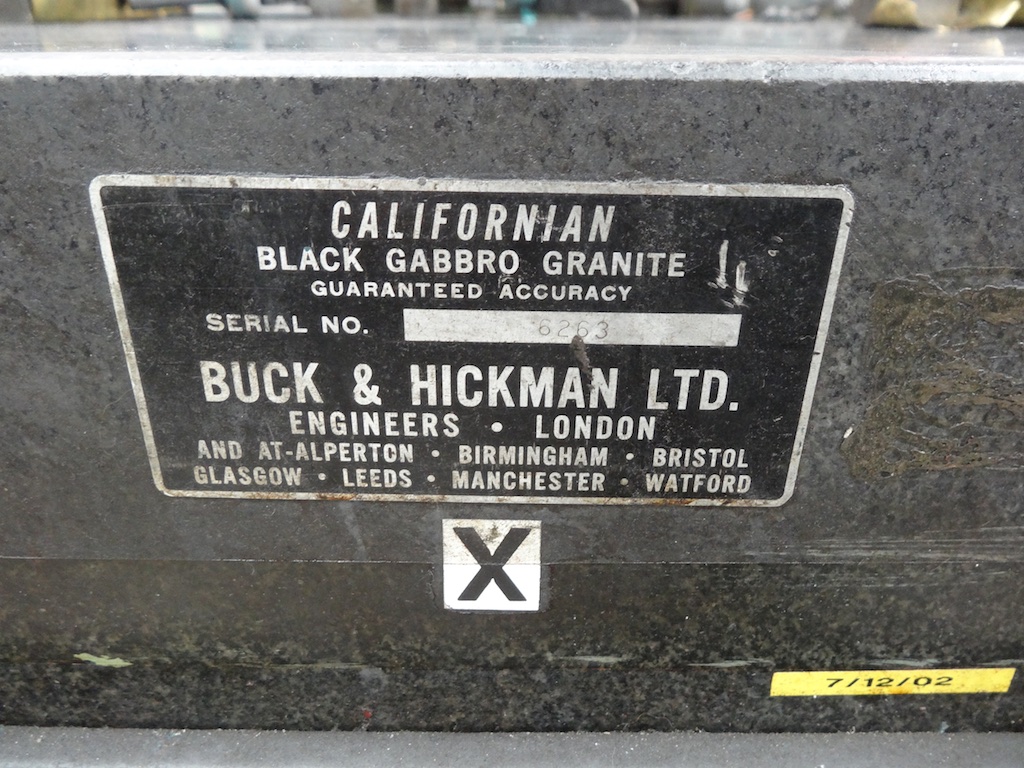 CALIFORNIAN
BLACK GABBRO GRANITE
GUARANTEED ACCURACY
SERIAL NO. 6263
BUCK & HICKMAN LTD.
ENGINEERS • LONDON
AND AT-ALPERTON • BIRMINGHAM • BRISTOL
GLASGOW • LEEDS • MANCHESTER • WATFORD
X
7/12/02